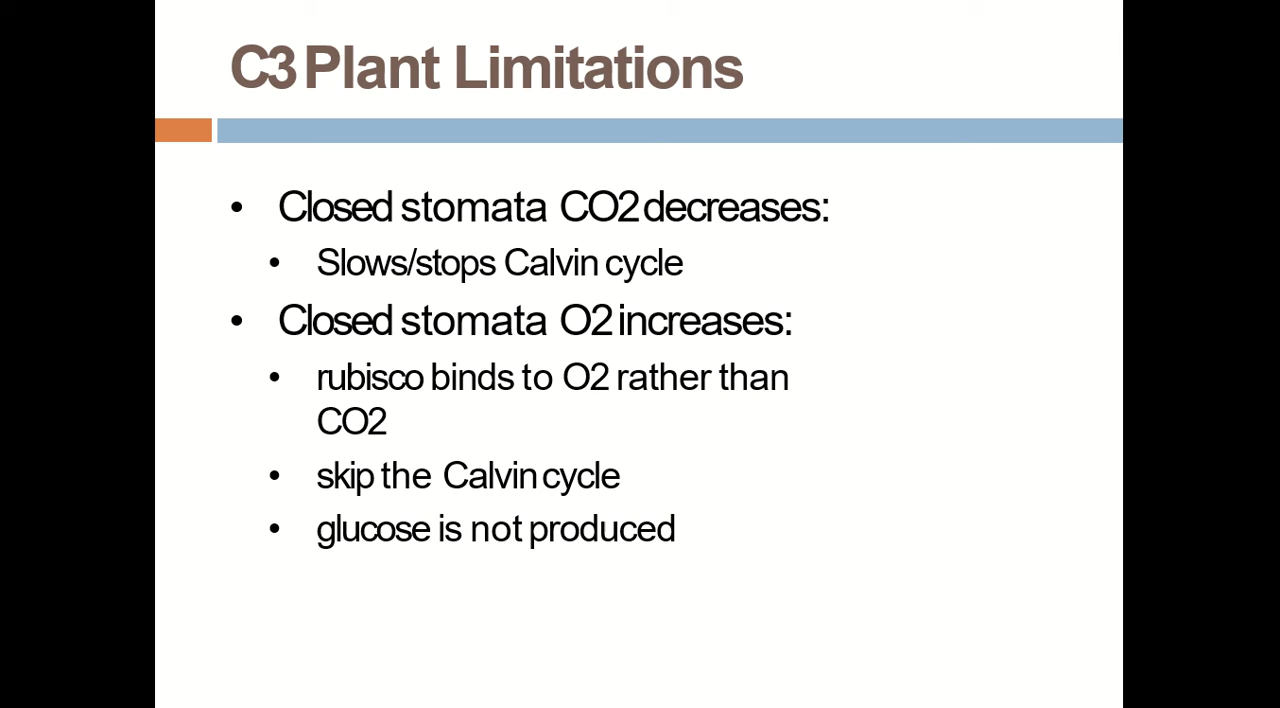 C3 Plant Limitations
• Closed stomata CO2 decreases:
• Slows/stops Calvin cycle
• Closed stomata O2 increases:
• rubisco binds to O2 rather than
CO2
• skip the Calvin cycle
• glucose is not produced